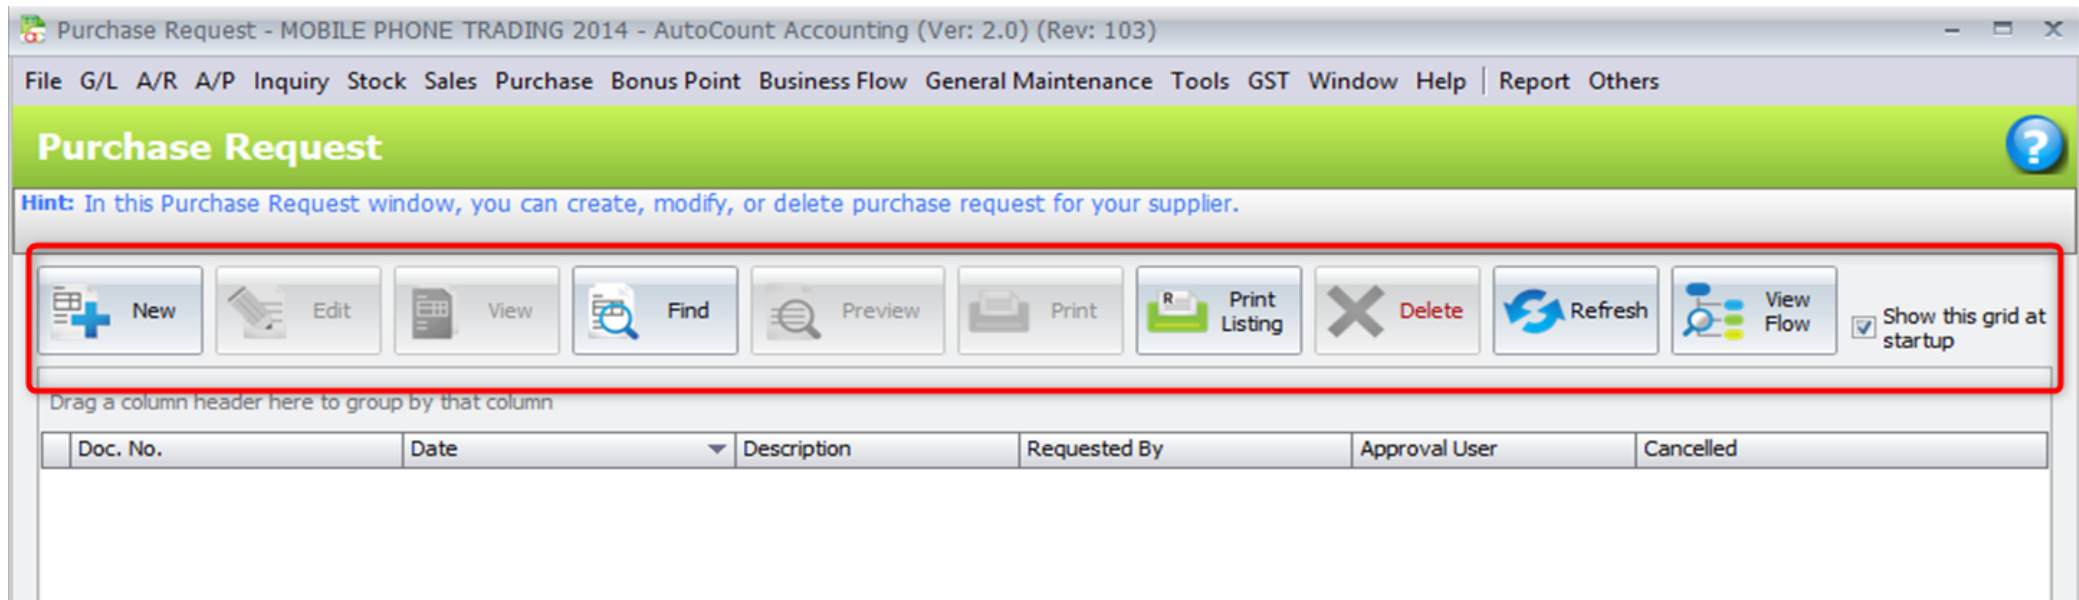 Purchase Request - MOBILE PHONE TRADING 2014 - AutoCount Accounting (Ver: 2.0) (Rev: 103)
File G/L A/R A/P Inquiry Stock Sales Purchase Bonus Point Business Flow General Maintenance Tools GST Window Help Report Others
Purchase Request
?
Hint: In this Purchase Request window, you can create, modify, or delete purchase request for your supplier.
New
Edit
View
Find
Preview
Print
R
Print
Listing
Delete
Refresh
View
Flow
Show this grid at
startup
Drag a column header here to group by that column
Doc. No. Date Description Requested By Approval User Cancelled